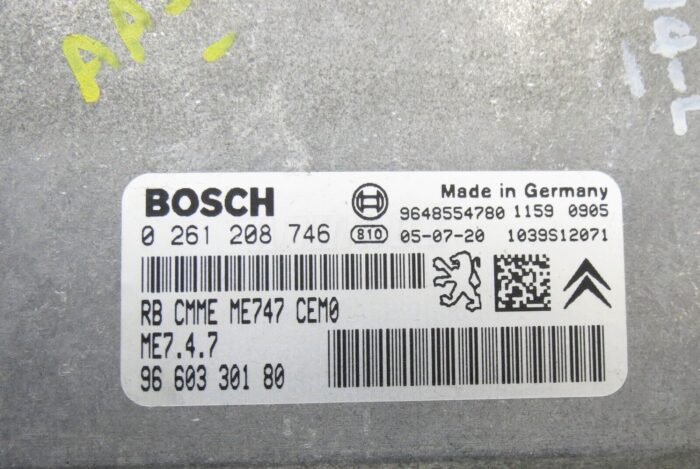 AA
BOSCH
Made in Germany
9648554780 1159 0905
0 261 208 746
810 05-07-20 1039S12071
RB CMME ME747 CEM0
ME7.4.7
96 603 301 80